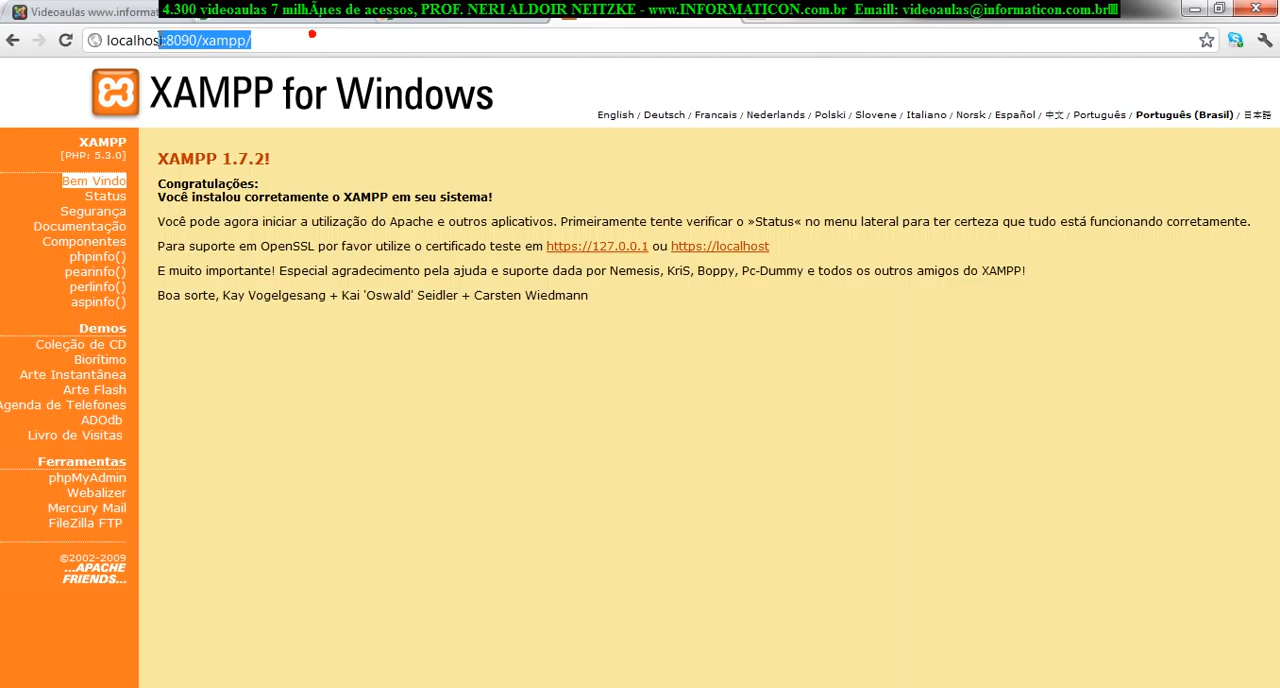 Videoaulas www.informat
4.300 videoaulas 7 milhÃµes de acessos, PROF. NERI ALDOIR NEITZKE - www.INFORMATICON.com.br Emaill: videoaulas@informaticon.com.br
localhost:8090/xampp/
XAMPP for Windows
English / Deutsch / Francais / Nederlands / Polski / Slovene / Italiano / Norsk / Español / 中文 / Português / Português (Brasil) / 日本語
XAMPP
[PHP: 5.3.0]
Bem Vindo
Status
Segurança
Documentação
Componentes
phpinfo()
pearinfo()
perlinfo()
aspinfo()
Demos
Coleção de CD
Biorítimo
Arte Instantânea
Arte Flash
Agenda de Telefones
ADOdb
Livro de Visitas
Ferramentas
phpMyAdmin
Webalizer
Mercury Mail
FileZilla FTP
©2002-2009
...APACHE
FRIENDS...
XAMPP 1.7.2!
Congratulações:
Você instalou corretamente o XAMPP em seu sistema!
Você pode agora iniciar a utilização do Apache e outros aplicativos. Primeiramente tente verificar o »Status« no menu lateral para ter certeza que tudo está funcionando corretamente.
Para suporte em OpenSSL por favor utilize o certificado teste em https://127.0.0.1 ou https://localhost
E muito importante! Especial agradecimento pela ajuda e suporte dada por Nemesis, KriS, Boppy, Pc-Dummy e todos os outros amigos do XAMPP!
Boa sorte, Kay Vogelgesang + Kai 'Oswald' Seidler + Carsten Wiedmann